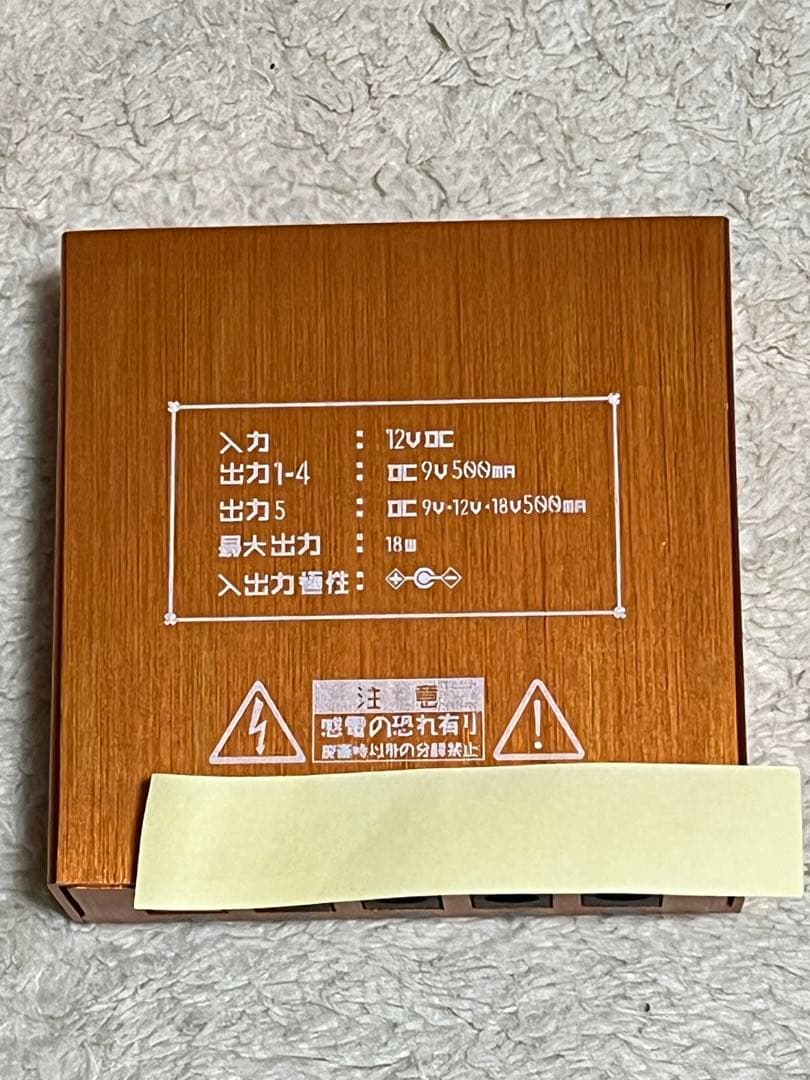 入力 : 12V DC
出力1-4 : DC 9V 500mA
出力5 : DC 9V・12V・18V 500mA
最大出力 : 18W
入出力極性 :
注意
感電の恐れ有り
廃棄時以外の分解禁止